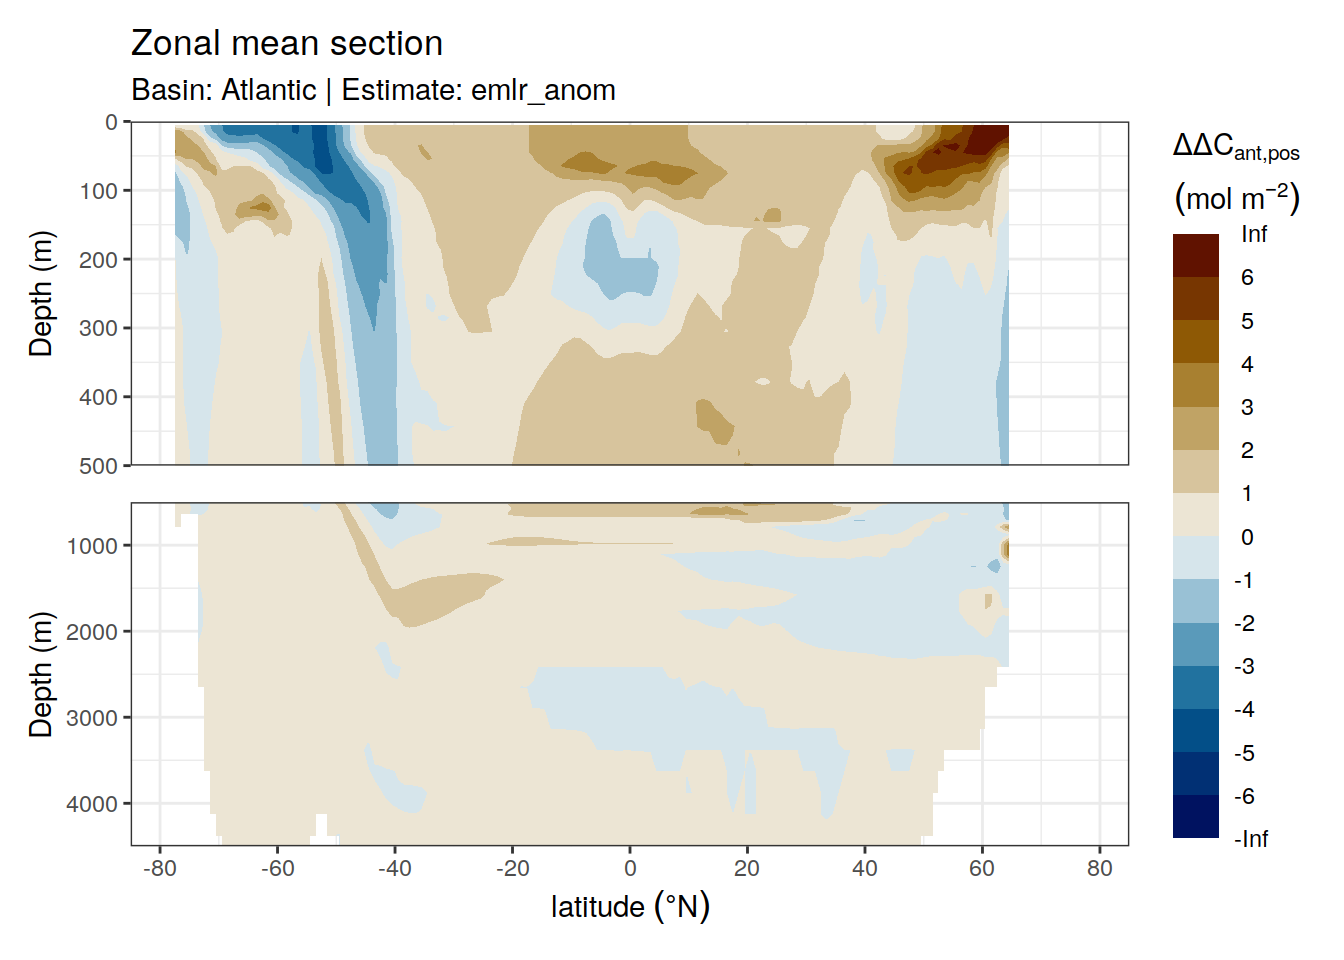 Zonal mean section
Basin: Atlantic | Estimate: emlr_anom
0
100
200
300
400
500
Depth (m)
1000
2000
3000
4000
Depth (m)
-80 -60 -40 -20 0 20 40 60 80
latitude (°N)
ΔΔCant,pos
(mol m−2)
Inf
6
5
4
3
2
1
0
-1
-2
-3
-4
-5
-6
-Inf